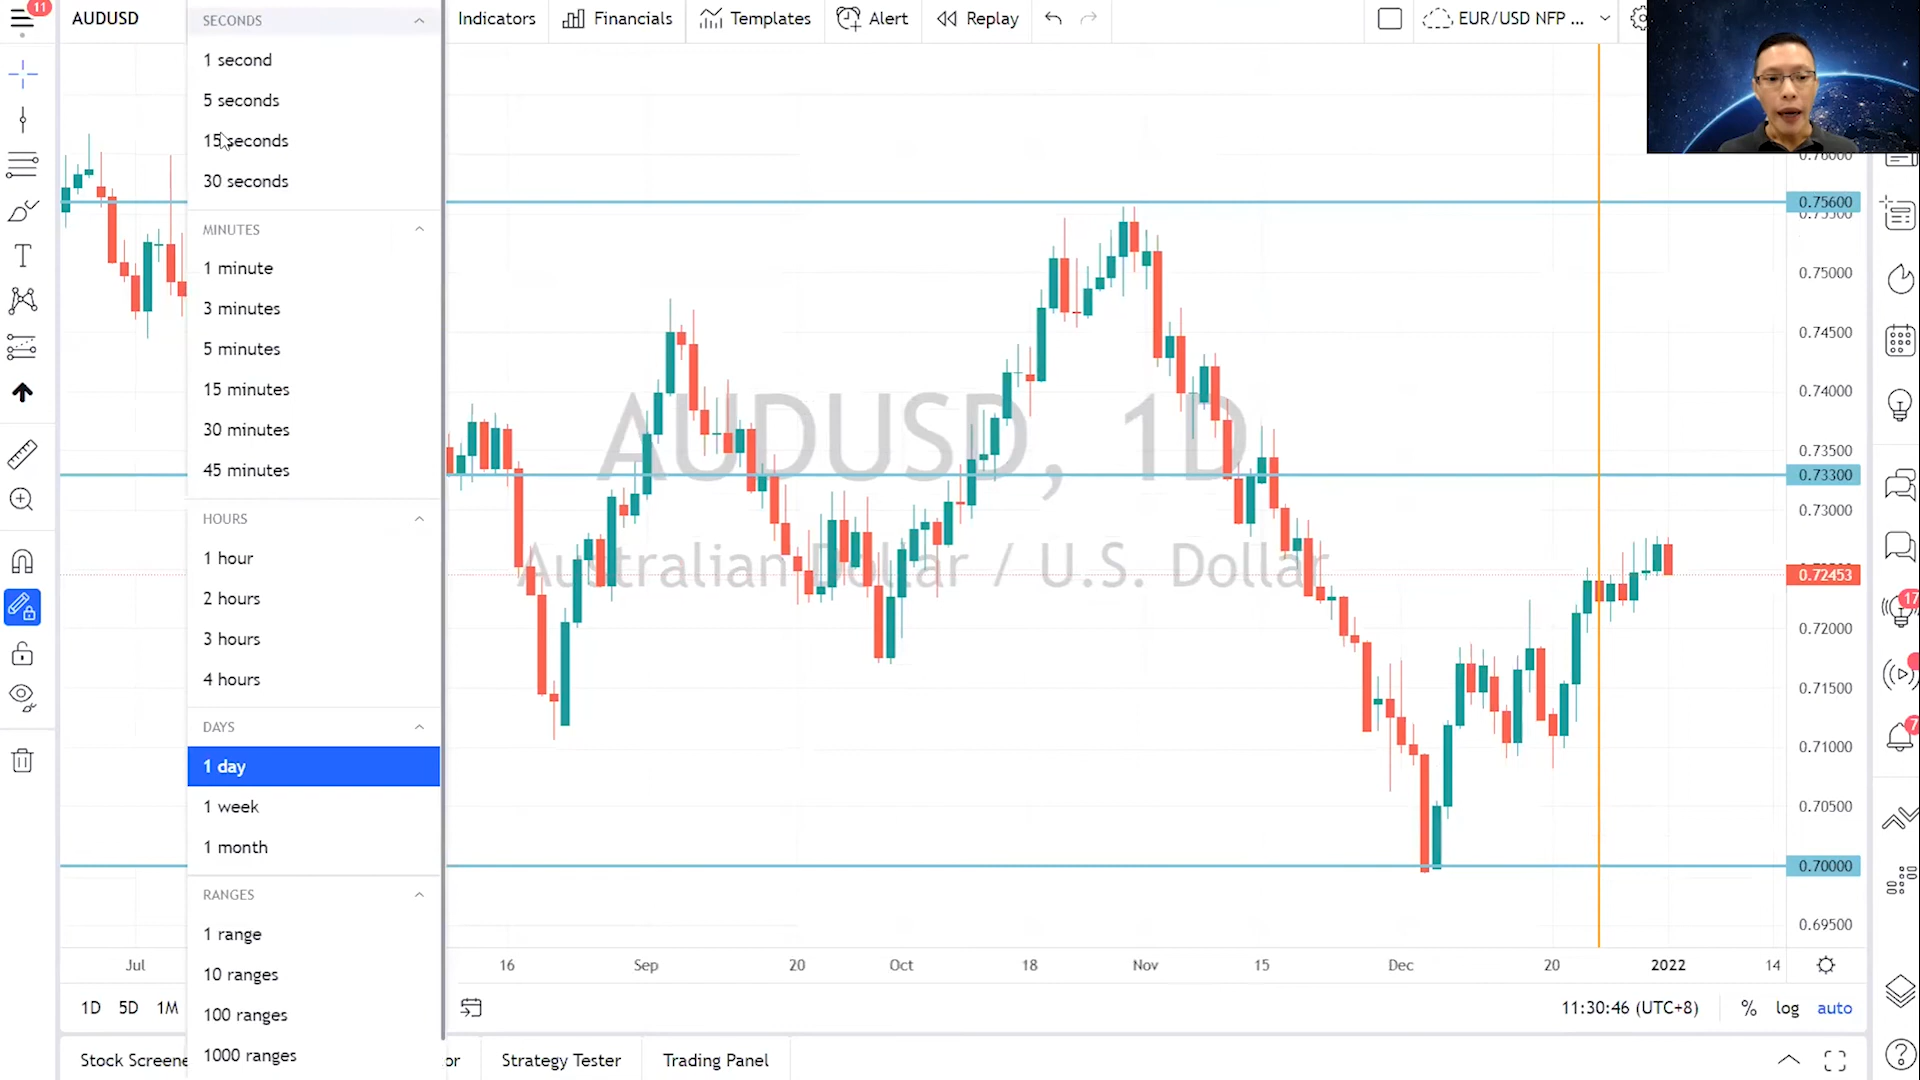 11
AUDUSD
Indicators
Financials
Templates
Alert
Replay
EUR/USD NFP ...
SECONDS
1 second
5 seconds
15 seconds
30 seconds
MINUTES
1 minute
3 minutes
5 minutes
15 minutes
30 minutes
45 minutes
HOURS
1 hour
2 hours
3 hours
4 hours
DAYS
1 day
1 week
1 month
RANGES
1 range
10 ranges
100 ranges
1000 ranges
AUDUSD, 1D
Australian Dollar / U.S. Dollar
0.76000
0.75600
0.75500
0.75000
0.74500
0.74000
0.73500
0.73300
0.73000
0.72453
0.72000
0.71500
0.71000
0.70500
0.70000
0.69500
17
7
Jul
16
Sep
20
Oct
18
Nov
15
Dec
20
2022
14
1D
5D
1M
11:30:46 (UTC+8)
%
log
auto
Stock Screene
or
Strategy Tester
Trading Panel